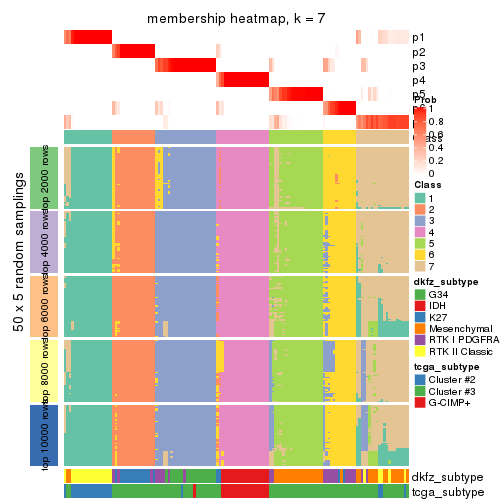 membership heatmap, k = 7
p1
p2
p3
p4
Prob
1
0.8
0.6
0.4
0.2
0
Class
1
2
3
4
5
6
7
dkfz_subtype
G34
IDH
K27
Mesenchymal
RTK I PDGFRA
RTK II Classic
tcga_subtype
Cluster #2
Cluster #3
G-CIMP+
50 x 5 random samplings
top 2000 rows
top 4000 rows
top 6000 rows
top 8000 rows
top 10000 rows
dkfz_subtype
tcga_subtype